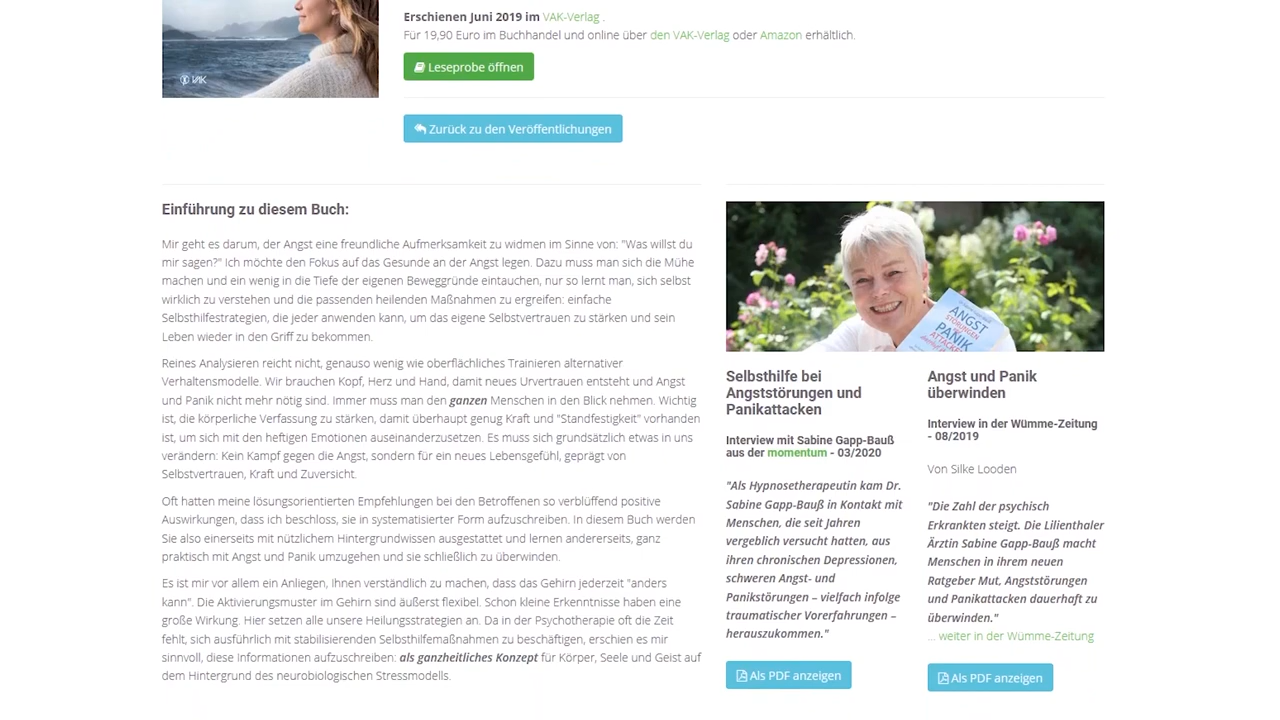 VAK
Erschienen Juni 2019 im VAK-Verlag .
Für 19,90 Euro im Buchhandel und online über den VAK-Verlag oder Amazon erhältlich.
Leseprobe öffnen
Zurück zu den Veröffentlichungen
Einführung zu diesem Buch:
Mir geht es darum, der Angst eine freundliche Aufmerksamkeit zu widmen im Sinne von: "Was willst du
mir sagen?" Ich möchte den Fokus auf das Gesunde an der Angst legen. Dazu muss man sich die Mühe
machen und ein wenig in die Tiefe der eigenen Beweggründe eintauchen, nur so lernt man, sich selbst
wirklich zu verstehen und die passenden heilenden Maßnahmen zu ergreifen: einfache
Selbsthilfestrategien, die jeder anwenden kann, um das eigene Selbstvertrauen zu stärken und sein
Leben wieder in den Griff zu bekommen.
Reines Analysieren reicht nicht, genauso wenig wie oberflächliches Trainieren alternativer
Verhaltensmodelle. Wir brauchen Kopf, Herz und Hand, damit neues Urvertrauen entsteht und Angst
und Panik nicht mehr nötig sind. Immer muss man den ganzen Menschen in den Blick nehmen. Wichtig
ist, die körperliche Verfassung zu stärken, damit überhaupt genug Kraft und "Standfestigkeit" vorhanden
ist, um sich mit den heftigen Emotionen auseinanderzusetzen. Es muss sich grundsätzlich etwas in uns
verändern: Kein Kampf gegen die Angst, sondern für ein neues Lebensgefühl, geprägt von
Selbstvertrauen, Kraft und Zuversicht.
Oft hatten meine lösungsorientierten Empfehlungen bei den Betroffenen so verblüffend positive
Auswirkungen, dass ich beschloss, sie in systematisierter Form aufzuschreiben. In diesem Buch werden
Sie also einerseits mit nützlichem Hintergrundwissen ausgestattet und lernen andererseits, ganz
praktisch mit Angst und Panik umzugehen und sie schließlich zu überwinden.
Es ist mir vor allem ein Anliegen, Ihnen verständlich zu machen, dass das Gehirn jederzeit "anders
kann". Die Aktivierungsmuster im Gehirn sind äußerst flexibel. Schon kleine Erkenntnisse haben eine
große Wirkung. Hier setzen alle unsere Heilungsstrategien an. Da in der Psychotherapie oft die Zeit
fehlt, sich ausführlich mit stabilisierenden Selbsthilfemaßnahmen zu beschäftigen, erschien es mir
sinnvoll, diese Informationen aufzuschreiben: als ganzheitliches Konzept für Körper, Seele und Geist auf
dem Hintergrund des neurobiologischen Stressmodells.
ANGST
STÖRUNGEN
PANIK
ATTACKEN
Selbsthilfe bei
Angststörungen und
Panikattacken
Interview mit Sabine Gapp-Bauß
aus der momentum - 03/2020
"Als Hypnosetherapeutin kam Dr.
Sabine Gapp-Bauß in Kontakt mit
Menschen, die seit Jahren
vergeblich versucht hatten, aus
ihren chronischen Depressionen,
schweren Angst- und
Panikstörungen – vielfach infolge
traumatischer Vorerfahrungen –
herauszukommen."
Als PDF anzeigen
Angst und Panik
überwinden
Interview in der Wümme-Zeitung
- 08/2019
Von Silke Looden
"Die Zahl der psychisch
Erkrankten steigt. Die Lilienthaler
Ärztin Sabine Gapp-Bauß macht
Menschen in ihrem neuen
Ratgeber Mut, Angststörungen
und Panikattacken dauerhaft zu
überwinden."
... weiter in der Wümme-Zeitung
Als PDF anzeigen